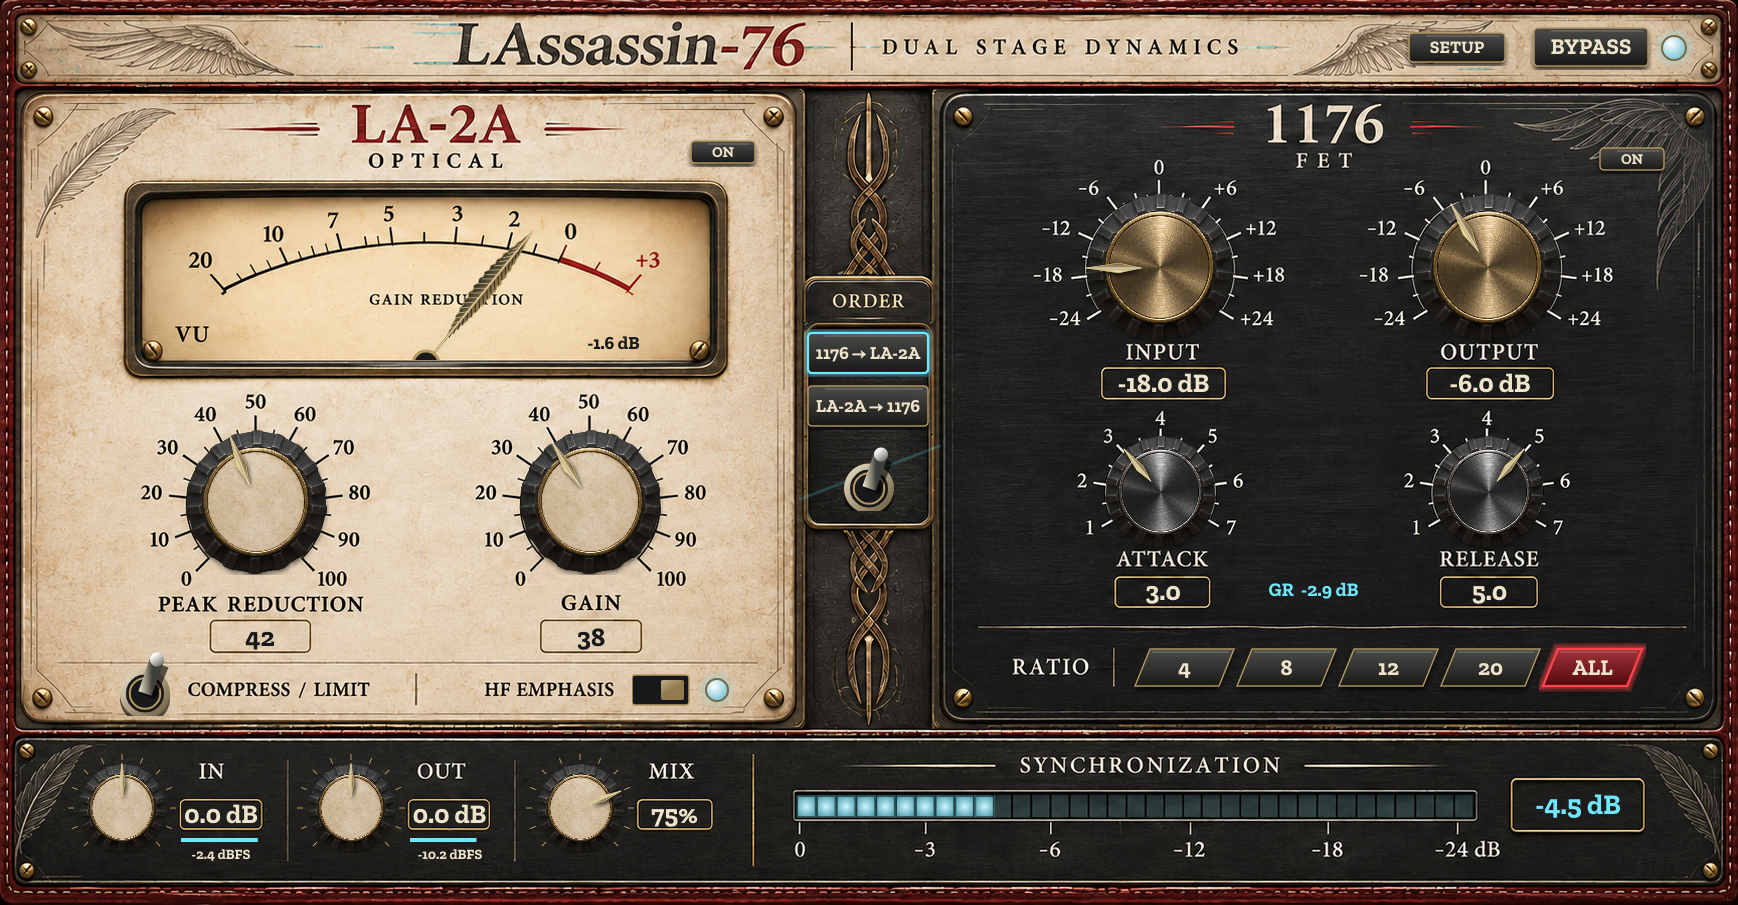 LAssassin-76
DUAL STAGE DYNAMICS
SETUP
BYPASS
LA-2A
OPTICAL
ON
20 10 7 5 3 2 0 +3
GAIN REDUCTION
VU
-1.6 dB
0 10 20 30 40 50 60 70 80 90 100
PEAK REDUCTION
42
0 10 20 30 40 50 60 70 80 90 100
GAIN
38
COMPRESS / LIMIT
HF EMPHASIS
ORDER
1176 → LA-2A
LA-2A → 1176
1176
FET
ON
-24 -18 -12 -6 0 +6 +12 +18 +24
INPUT
-18.0 dB
-24 -18 -12 -6 0 +6 +12 +18 +24
OUTPUT
-6.0 dB
1 2 3 4 5 6 7
ATTACK
3.0
GR -2.9 dB
1 2 3 4 5 6 7
RELEASE
5.0
RATIO
4
8
12
20
ALL
IN
0.0 dB
-2.4 dBFS
OUT
0.0 dB
-10.2 dBFS
MIX
75%
SYNCHRONIZATION
0 -3 -6 -12 -18 -24 dB
-4.5 dB